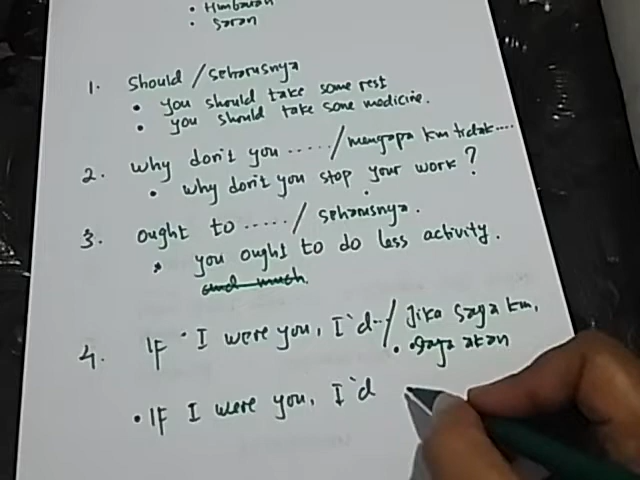 • Himbauan
• Saran
1. Should / seharusnya
• you should take some rest
• you should take some medicine.
2. why don't you ...... / mengapa km tidak....
• why don't you stop your work ?
3. ought to ...... / seharusnya.
• you ought to do less activity.
and much.
4. If I were you, I'd.. / Jika saya km,
• saya akan
• If I were you, I'd